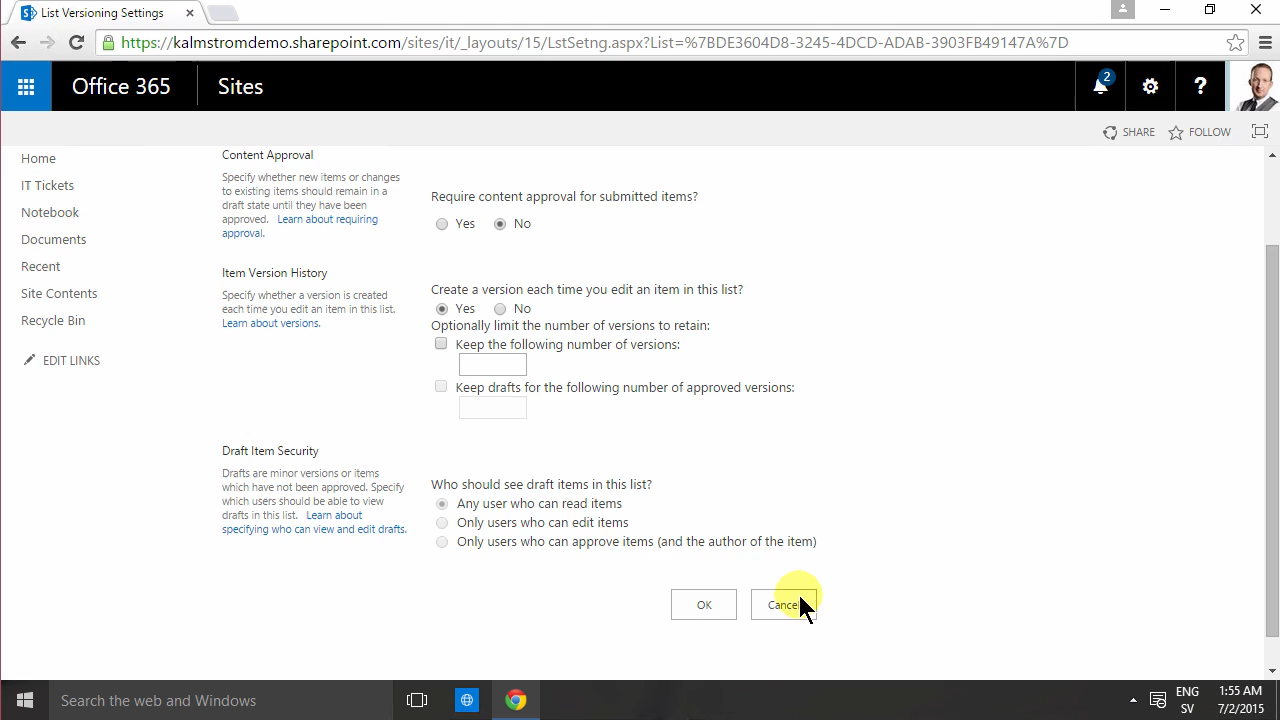 List Versioning Settings
https://kalmstromdemo.sharepoint.com/sites/it/_layouts/15/LstSetng.aspx?List=%7BDE3604D8-3245-4DCD-ADAB-3903FB49147A%7D
Office 365
Sites
2
?
SHARE
FOLLOW
Home
IT Tickets
Notebook
Documents
Recent
Site Contents
Recycle Bin
EDIT LINKS
Content Approval
Specify whether new items or changes
to existing items should remain in a
draft state until they have been
approved. Learn about requiring
approval.
Require content approval for submitted items?
Yes No
Item Version History
Specify whether a version is created
each time you edit an item in this list.
Learn about versions.
Create a version each time you edit an item in this list?
Yes No
Optionally limit the number of versions to retain:
Keep the following number of versions:
Keep drafts for the following number of approved versions:
Draft Item Security
Drafts are minor versions or items
which have not been approved. Specify
which users should be able to view
drafts in this list. Learn about
specifying who can view and edit drafts.
Who should see draft items in this list?
Any user who can read items
Only users who can edit items
Only users who can approve items (and the author of the item)
OK
Cancel
Search the web and Windows
ENG
SV
1:55 AM
7/2/2015